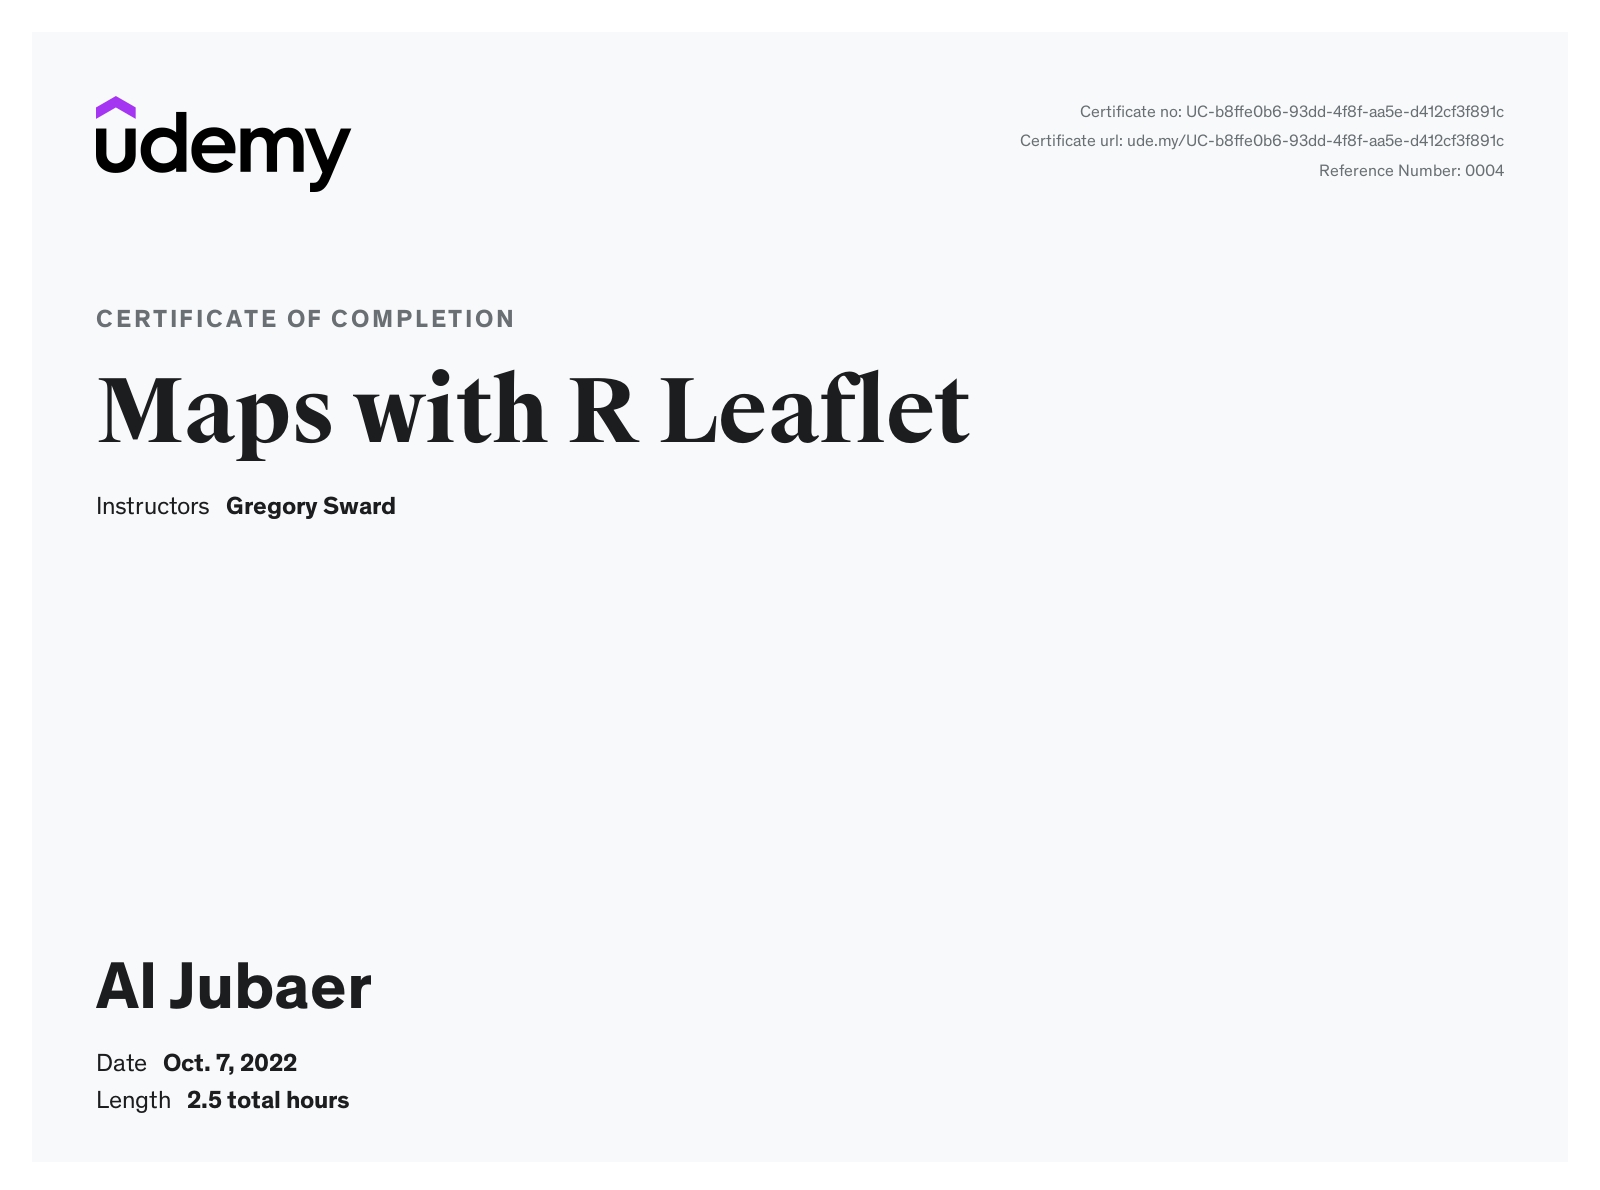 udemy
Certificate no: UC-b8ffe0b6-93dd-4f8f-aa5e-d412cf3f891c
Certificate url: ude.my/UC-b8ffe0b6-93dd-4f8f-aa5e-d412cf3f891c
Reference Number: 0004
CERTIFICATE OF COMPLETION
Maps with R Leaflet
Instructors Gregory Sward
Al Jubaer
Date Oct. 7, 2022
Length 2.5 total hours